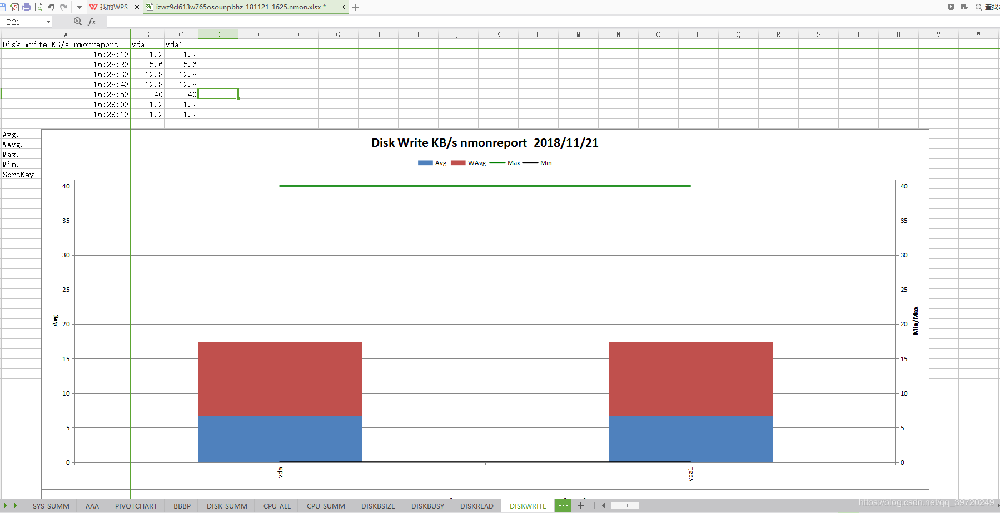 我的WPS
izwz9cl613w765osounpbhz_181121_1625.nmon.xlsx *
D21
fx
A B C D E F G H I J K L M N O P Q R S T U V W
Disk Write KB/s nmonreport vda vda1
16:28:13 1.2 1.2
16:28:23 5.6 5.6
16:28:33 12.8 12.8
16:28:43 12.8 12.8
16:28:53 40 40
16:29:03 1.2 1.2
16:29:13 1.2 1.2
Avg.
WAvg.
Max.
Min.
SortKey
Disk Write KB/s nmonreport 2018/11/21
Avg. WAvg. Max Min
40 40
35 35
30 30
25 25
20 20
15 15
10 10
5 5
0 0
Avg
Min/Max
vda vda1
SYS_SUMM AAA PIVOTCHART BBBP DISK_SUMM CPU_ALL CPU_SUMM DISKBSIZE DISKBUSY DISKREAD DISKWRITE
https://blog.csdn.net/qq_39720249